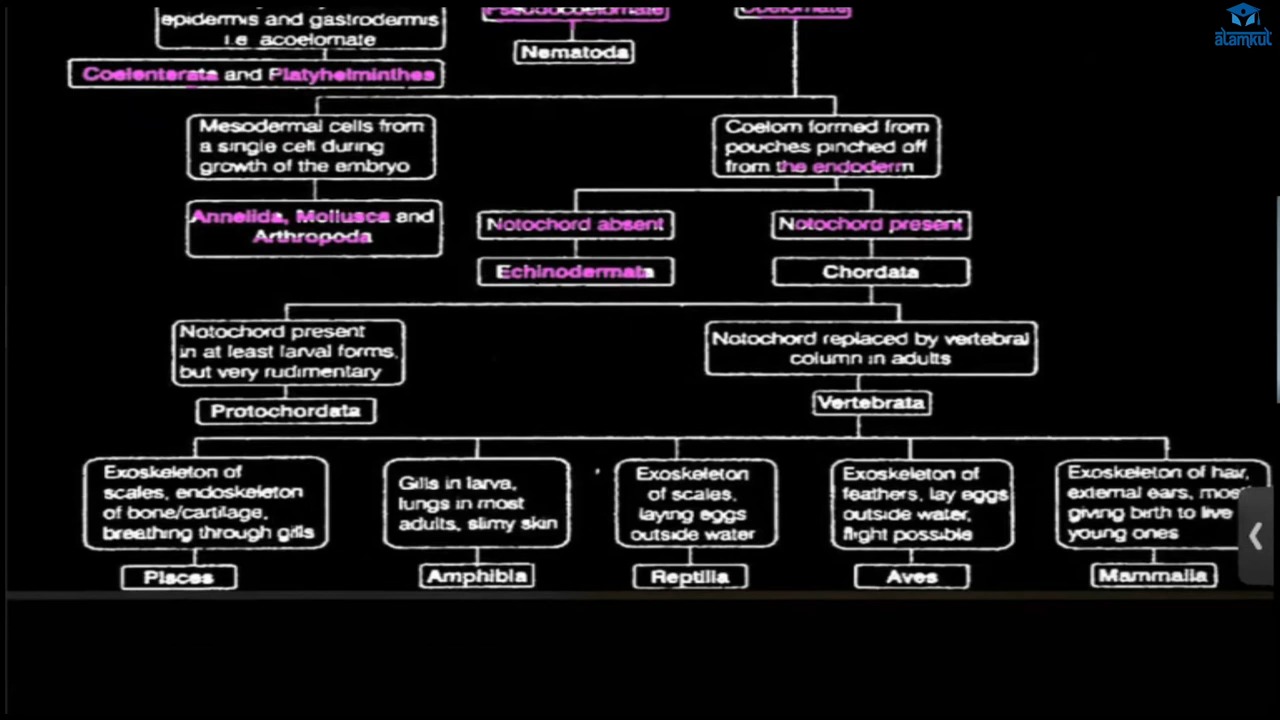 epidermis and gastrodermis
i.e acoelomate
Pseudocoelomate
Coelomate
alamkul
Nematoda
Coelenterata and Platyhelminthes
Mesodermal cells from
a single cell during
growth of the embryo
Coelom formed from
pouches pinched off
from the endoderm
Annelida, Mollusca and
Arthropoda
Notochord absent
Notochord present
Echinodermata
Chordata
Notochord present
in at least larval forms,
but very rudimentary
Notochord replaced by vertebral
column in adults
Protochordata
Vertebrata
Exoskeleton of
scales, endoskeleton
of bone/cartilage,
breathing through gills
Gills in larva,
lungs in most
adults, slimy skin
Exoskeleton
of scales,
laying eggs
outside water
Exoskeleton of
feathers, lay eggs
outside water,
flight possible
Exoskeleton of hair,
external ears,
giving birth to live
young ones
Pisces
Amphibia
Reptilia
Aves
Mammalia